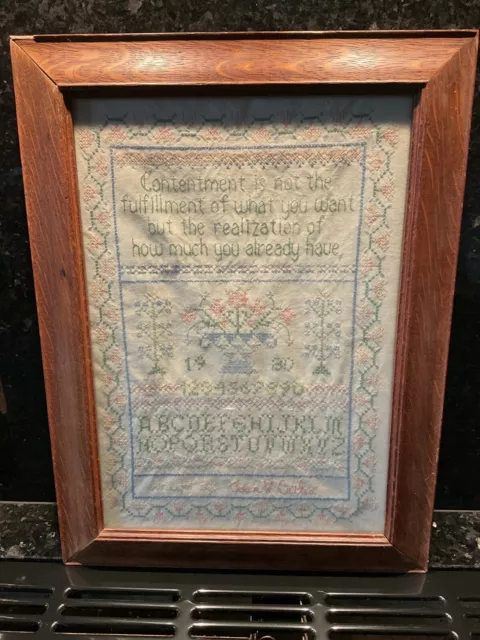 Contentment is not the
fulfillment of what you want
but the realization of
how much you already have,
19 80
1234567890
ABCDEFGHIJKLM
NOPQRSTUVWXYZ